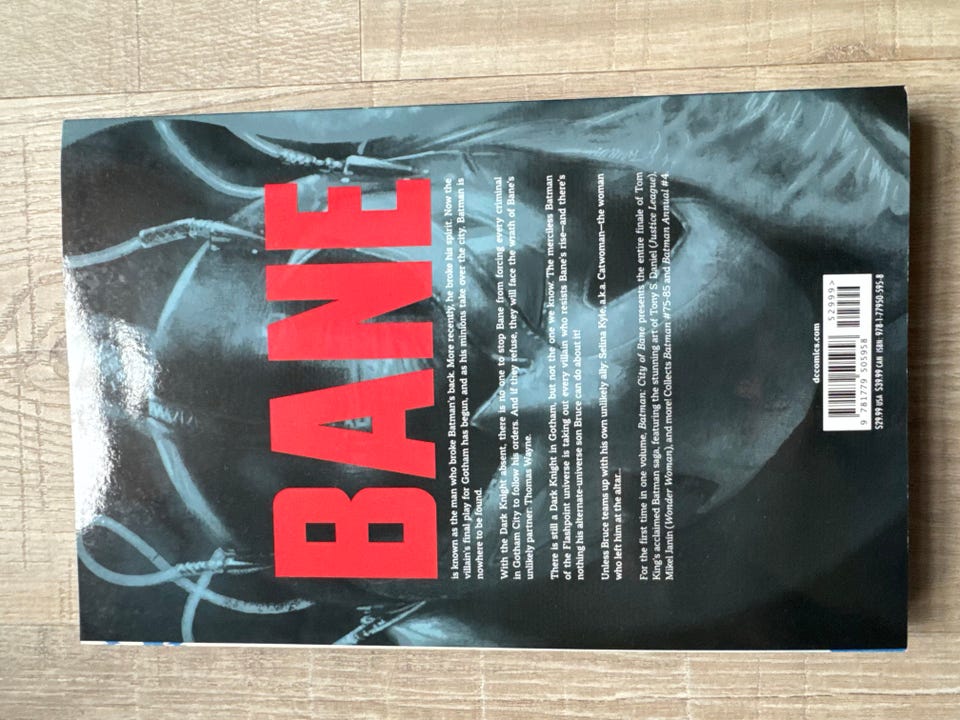 BANE
is known as the man who broke Batman's back. More recently, he broke his spirit. Now the
villain's final play for Gotham has begun, and as his minions take over the city, Batman is
nowhere to be found.
With the Dark Knight absent, there is no one to stop Bane from forcing every criminal
in Gotham City to follow his orders. And if they refuse, they will face the wrath of Bane's
unlikely partner: Thomas Wayne.
There is still a Dark Knight in Gotham, but not the one we know. The merciless Batman
of the Flashpoint universe is taking out every villain who resists Bane's rise—and there's
nothing his alternate-universe son Bruce can do about it!
Unless Bruce teams up with his own unlikely ally: Selina Kyle, a.k.a. Catwoman—the woman
who left him at the altar...
For the first time in one volume, Batman: City of Bane presents the entire finale of Tom
King's acclaimed Batman saga, featuring the stunning art of Tony S. Daniel (Justice League),
Mikel Janín (Wonder Woman), and more! Collects Batman #75-85 and Batman Annual #4.
dccomics.com
52999>
9 781779 505958
$29.99 USA $39.99 CAN ISBN: 978-1-77950-595-8